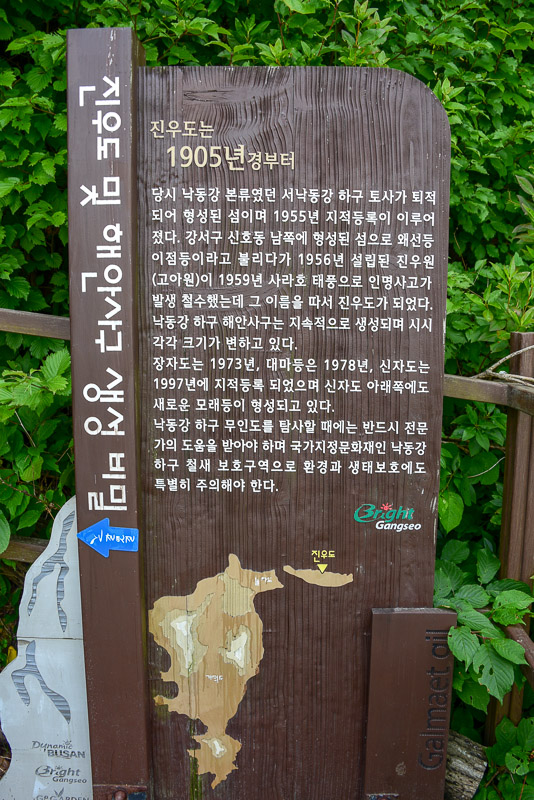 진우도 및 해안사구 생성 비밀
진우도는
1905년경부터
당시 낙동강 본류였던 서낙동강 하구 토사가 퇴적
되어 형성된 섬이며 1955년 지적등록이 이루어
졌다. 강서구 신호동 남쪽에 형성된 섬으로 왜선등
이점등이라고 불리다가 1956년 설립된 진우원
(고아원)이 1959년 사라호 태풍으로 인명사고가
발생 철수했는데 그 이름을 따서 진우도가 되었다.
낙동강 하구 해안사구는 지속적으로 생성되며 시시
각각 크기가 변하고 있다.
장자도는 1973년, 대마등은 1978년, 신자도는
1997년에 지적등록 되었으며 신자도 아래쪽에도
새로운 모래등이 형성되고 있다.
낙동강 하구 무인도를 탐사할 때에는 반드시 전문
가의 도움을 받아야 하며 국가지정문화재인 낙동강
하구 철새 보호구역으로 환경과 생태보호에도
특별히 주의해야 한다.
Bright
Gangseo
진우도
눌차도
가덕도
Galmaet gil
Dynamic
BUSAN
Bright
Gangseo
GARDEN